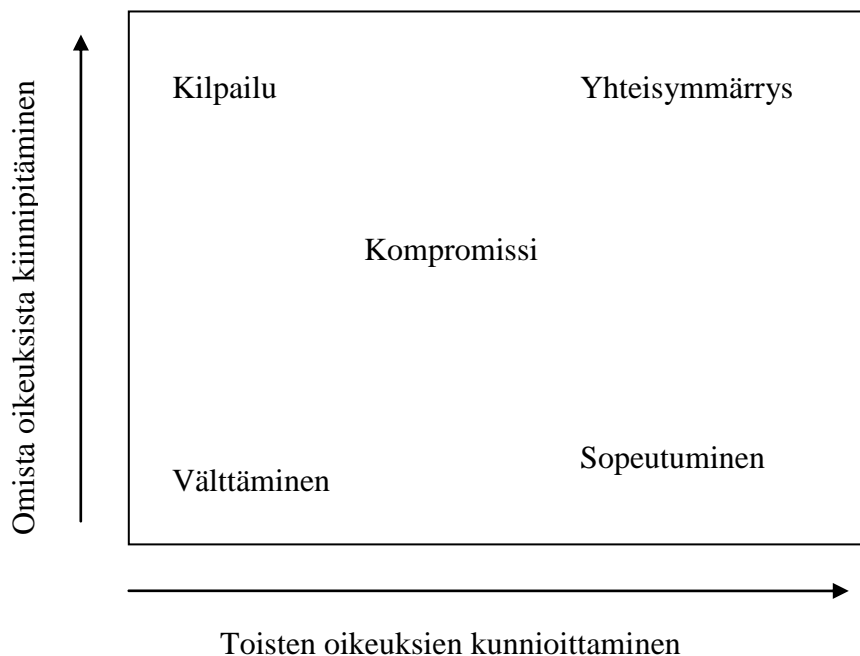 Omista oikeuksista kiinnipitäminen
Kilpailu
Yhteisymmärrys
Kompromissi
Välttäminen
Sopeutuminen
Toisten oikeuksien kunnioittaminen